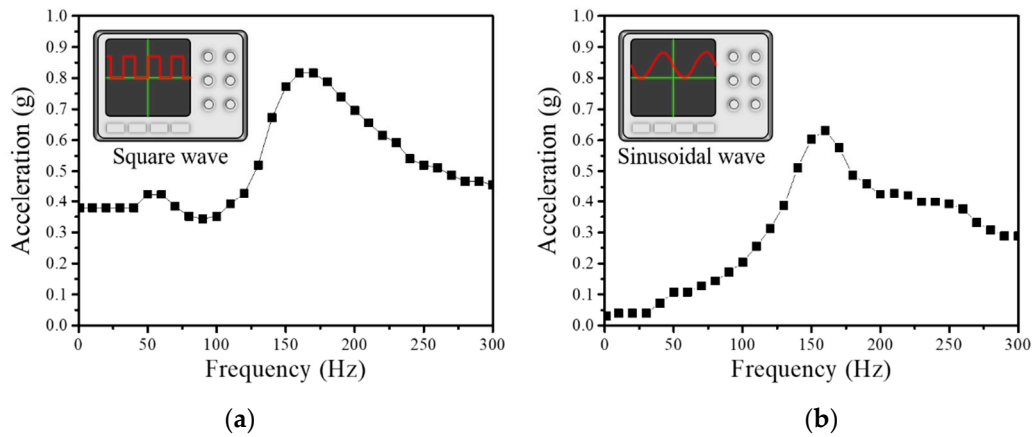 1.0
0.9
0.8
0.7
0.6
0.5
0.4
0.3
0.2
0.1
0.0
Acceleration (g)
Square wave
0 50 100 150 200 250 300
Frequency (Hz)
(a)
1.0
0.9
0.8
0.7
0.6
0.5
0.4
0.3
0.2
0.1
0.0
Acceleration (g)
Sinusoidal wave
0 50 100 150 200 250 300
Frequency (Hz)
(b)